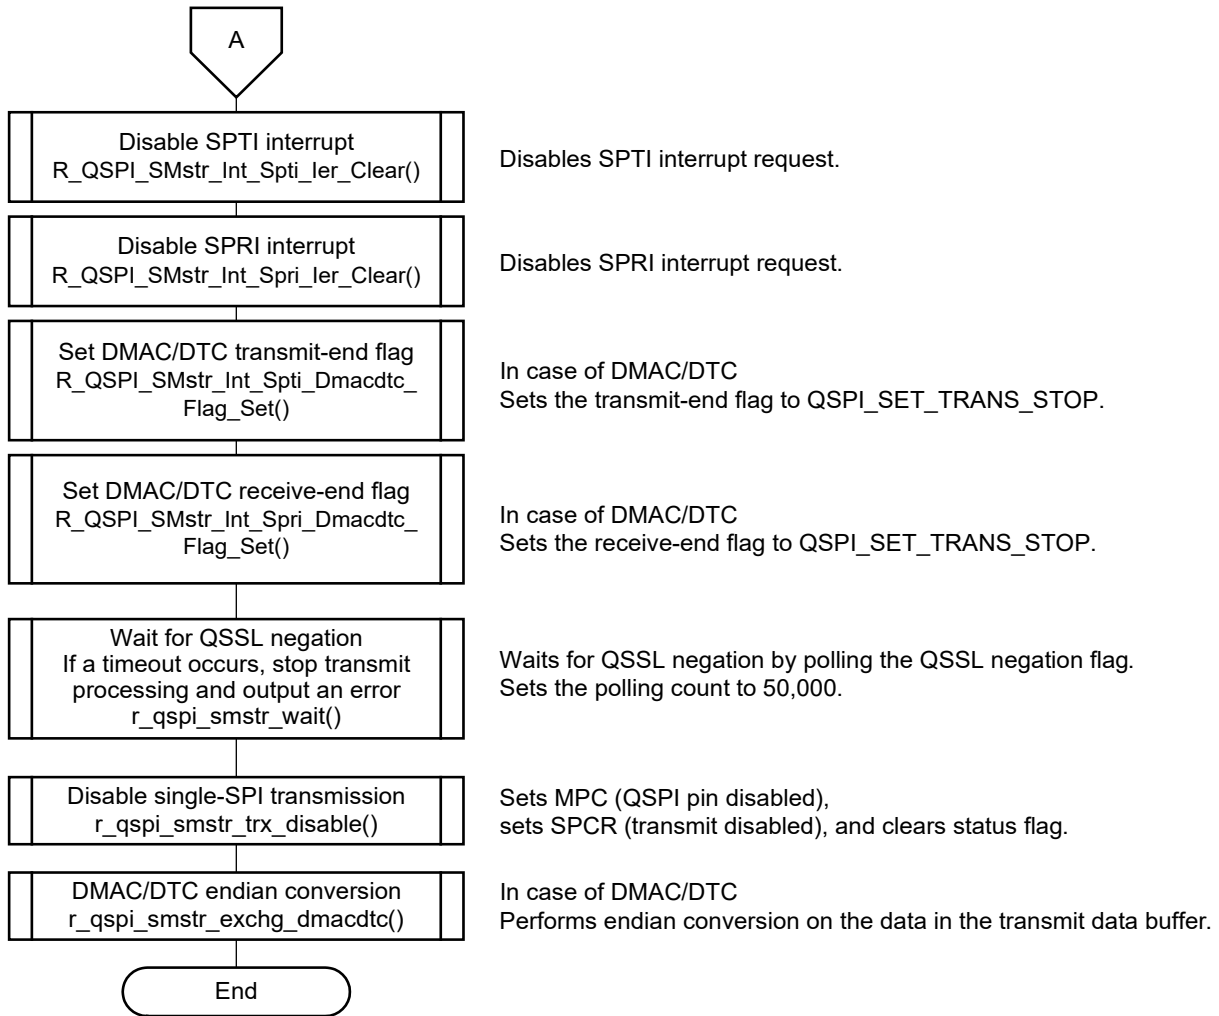 A
Disable SPTI interrupt
R_QSPI_SMstr_Int_Spti_Ier_Clear()
Disables SPTI interrupt request.
Disable SPRI interrupt
R_QSPI_SMstr_Int_Spri_Ier_Clear()
Disables SPRI interrupt request.
Set DMAC/DTC transmit-end flag
R_QSPI_SMstr_Int_Spti_Dmacdtc_
Flag_Set()
In case of DMAC/DTC
Sets the transmit-end flag to QSPI_SET_TRANS_STOP.
Set DMAC/DTC receive-end flag
R_QSPI_SMstr_Int_Spri_Dmacdtc_
Flag_Set()
In case of DMAC/DTC
Sets the receive-end flag to QSPI_SET_TRANS_STOP.
Wait for QSSL negation
If a timeout occurs, stop transmit
processing and output an error
r_qspi_smstr_wait()
Waits for QSSL negation by polling the QSSL negation flag.
Sets the polling count to 50,000.
Disable single-SPI transmission
r_qspi_smstr_trx_disable()
Sets MPC (QSPI pin disabled),
sets SPCR (transmit disabled), and clears status flag.
DMAC/DTC endian conversion
r_qspi_smstr_exchg_dmacdtc()
In case of DMAC/DTC
Performs endian conversion on the data in the transmit data buffer.
End